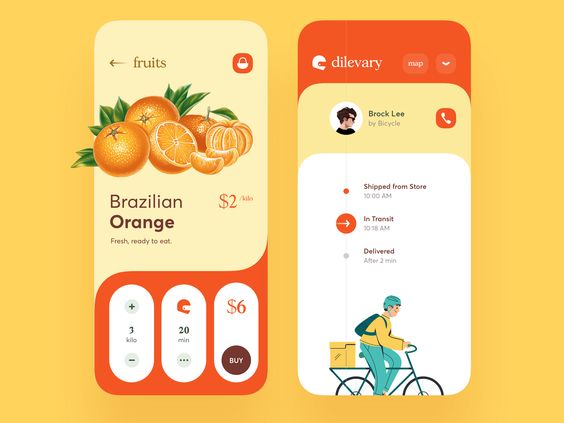 fruits
Brazilian
Orange
$2 /kilo
Fresh, ready to eat.
3
kilo
20
min
$6
BUY
dilevary
map
Brock Lee
by Bicycle
Shipped from Store
10:00 AM
In Transit
10:18 AM
Delivered
After 2 min